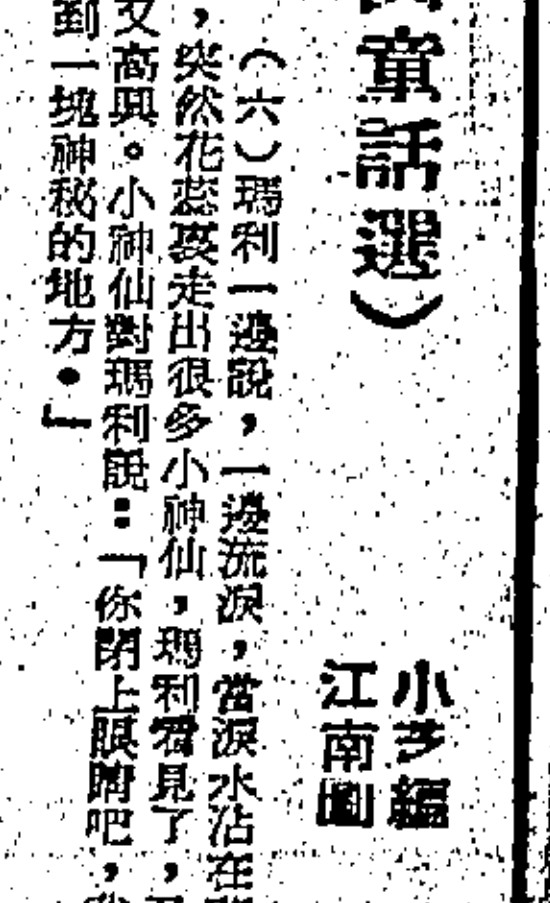 童話選）
小多編
江南圖
（六）瑪利一邊說，一邊流淚，當淚水沾在
，突然花蕊裏走出很多小神仙，瑪利看見了，
又高興。小神仙對瑪利說：「你閉上眼睛吧，
到一塊神秘的地方。」